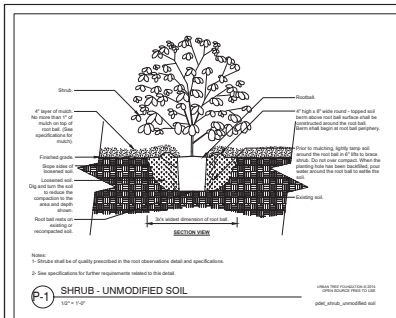 Shrub.
4" layer of mulch.
No more than 1" of
mulch on top of
root ball. (See
specifications for
mulch).
Finished grade.
Slope sides of
loosened soil.
Loosened soil.
Dig and turn the soil
to reduce the
compaction to the
area and depth
shown.
Root ball rests on
existing or
recompacted soil.
Rootball.
4" high x 8" wide round - topped soil
berm above root ball surface shall be
constructed around the root ball.
Berm shall begin at root ball periphery.
Prior to mulching, lightly tamp soil
around the root ball in 6" lifts to brace
shrub. Do not over compact. When the
planting hole has been backfilled, pour
water around the root ball to settle the
soil.
Existing soil.
3x's widest dimension of root ball.
SECTION VIEW
Notes:
1- Shrubs shall be of quality prescribed in the root observations detail and specifications.
2- See specifications for further requirements related to this detail.
P-1
SHRUB - UNMODIFIED SOIL
1/2" = 1'-0"
URBAN TREE FOUNDATION © 2014
OPEN SOURCE FREE TO USE
pdet_shrub_unmodified soil